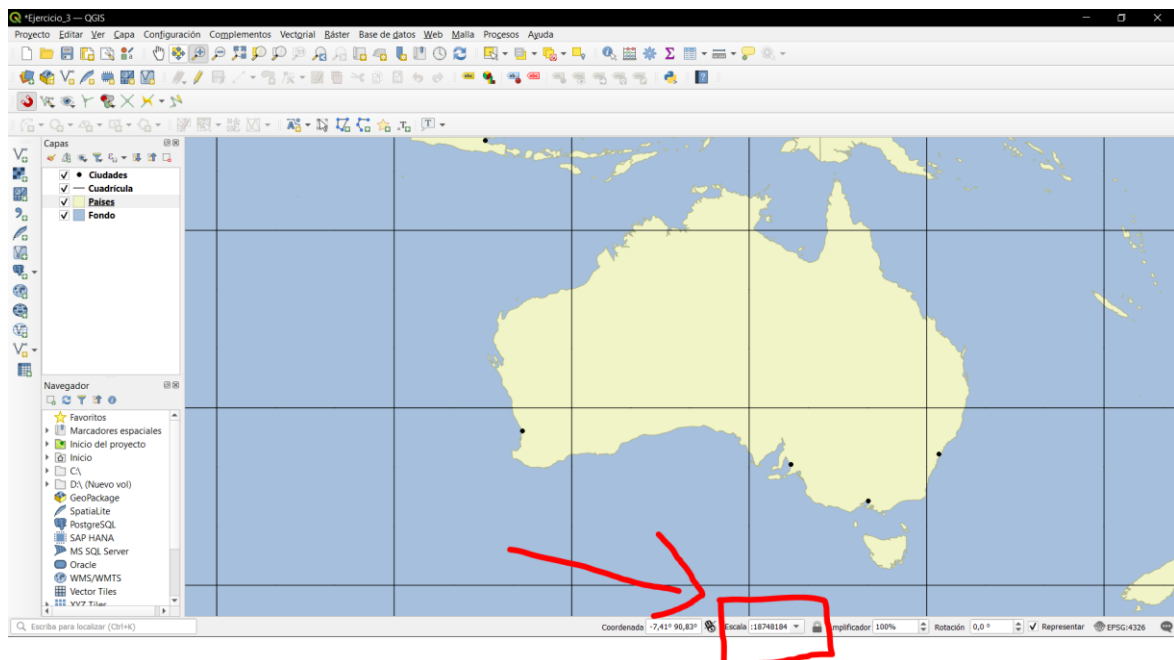 *Ejercicio_3 — QGIS
Proyecto Editar Ver Capa Configuración Complementos Vectorial Ráster Base de datos Web Malla Procesos Ayuda
Capas
Ciudades
Cuadrícula
Países
Fondo
Navegador
Favoritos
Marcadores espaciales
Inicio del proyecto
Inicio
C:\
D:\ (Nuevo vol)
GeoPackage
SpatiaLite
PostgreSQL
SAP HANA
MS SQL Server
Oracle
WMS/WMTS
Vector Tiles
XYZ Tiles
Escriba para localizar (Ctrl+K) Coordenada -7,41° 90,83° Escala :18748184 mplificador 100% Rotación 0,0 ° Representar EPSG:4326